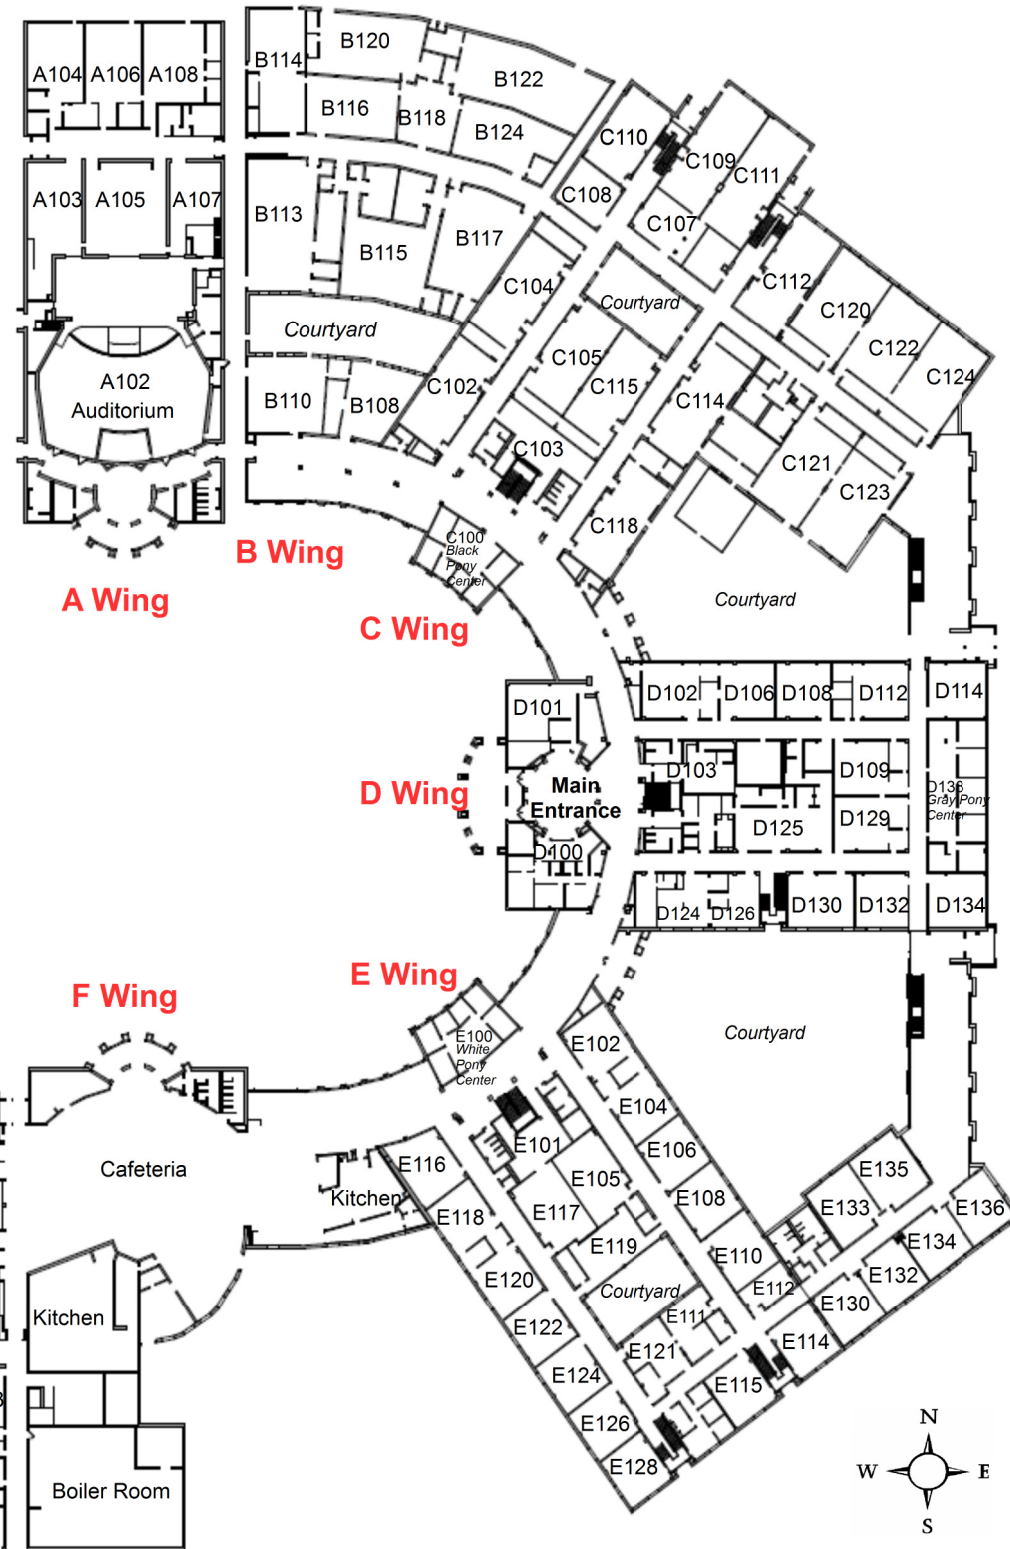 A104
A106
A108
B114
B120
B122
B116
B118
B124
C110
C109
C111
C108
C107
A103
A105
A107
B113
B115
B117
C104
Courtyard
C112
C120
C122
C124
Courtyard
C105
C115
C114
A102
Auditorium
B110
B108
C102
C103
C121
C123
C118
C100
Black
Pony
Center
B Wing
A Wing
C Wing
Courtyard
D101
D102
D106
D108
D112
D114
D Wing
Main
Entrance
D103
D109
D136
Gray Pony
Center
D125
D129
D100
D124
D126
D130
D132
D134
E Wing
F Wing
E100
White
Pony
Center
E102
Courtyard
E104
E101
E106
E105
E116
E108
E117
E118
E119
E110
E112
E135
E133
E136
E134
E132
E130
Cafeteria
Kitchen
E120
Courtyard
E111
E122
E121
E114
E124
E115
E126
E128
Kitchen
Boiler Room
N
W
E
S